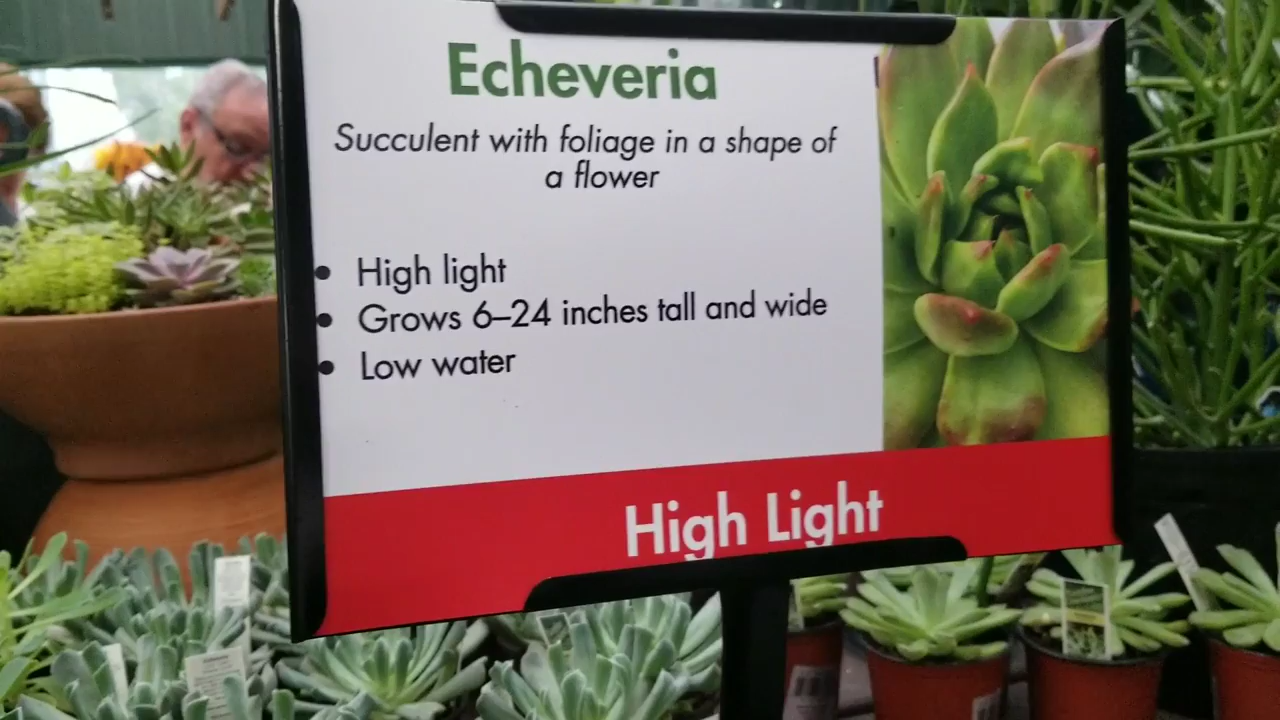 Echeveria
Succulent with foliage in a shape of
a flower
• High light
• Grows 6–24 inches tall and wide
• Low water
High Light